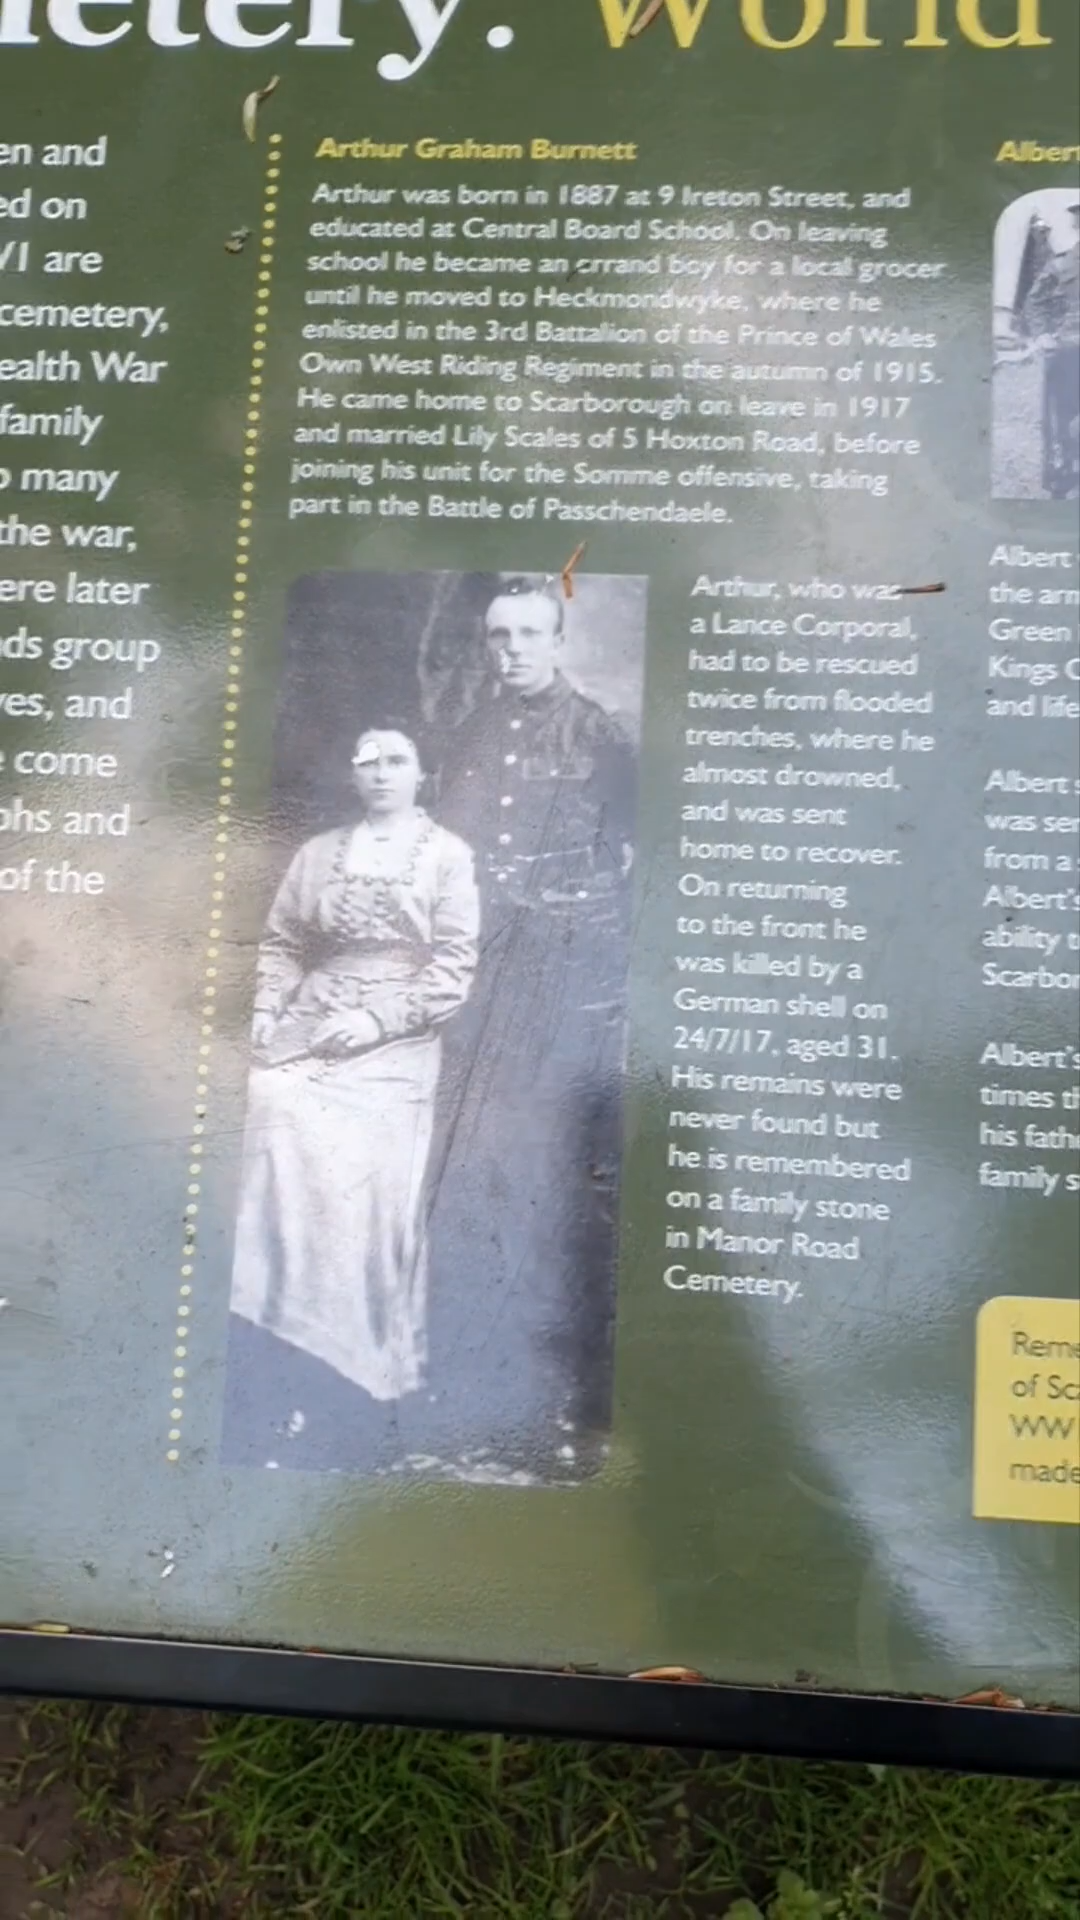 etery. World
en and
ed on
VI are
cemetery,
ealth War
family
o many
the war,
ere later
ds group
ves, and
e come
phs and
of the
Arthur Graham Burnett
Arthur was born in 1887 at 9 Ireton Street, and
educated at Central Board School. On leaving
school he became an errand boy for a local grocer
until he moved to Heckmondwyke, where he
enlisted in the 3rd Battalion of the Prince of Wales
Own West Riding Regiment in the autumn of 1915.
He came home to Scarborough on leave in 1917
and married Lily Scales of 5 Hoxton Road, before
joining his unit for the Somme offensive, taking
part in the Battle of Passchendaele.
Arthur, who was
a Lance Corporal,
had to be rescued
twice from flooded
trenches, where he
almost drowned,
and was sent
home to recover.
On returning
to the front he
was killed by a
German shell on
24/7/17, aged 31.
His remains were
never found but
he is remembered
on a family stone
in Manor Road
Cemetery.
Albert
Albert
the arm
Green
Kings C
and life
Albert s
was ser
from a
Albert's
ability t
Scarbor
Albert's
times th
his fath
family s
Reme
of Sca
WW
made